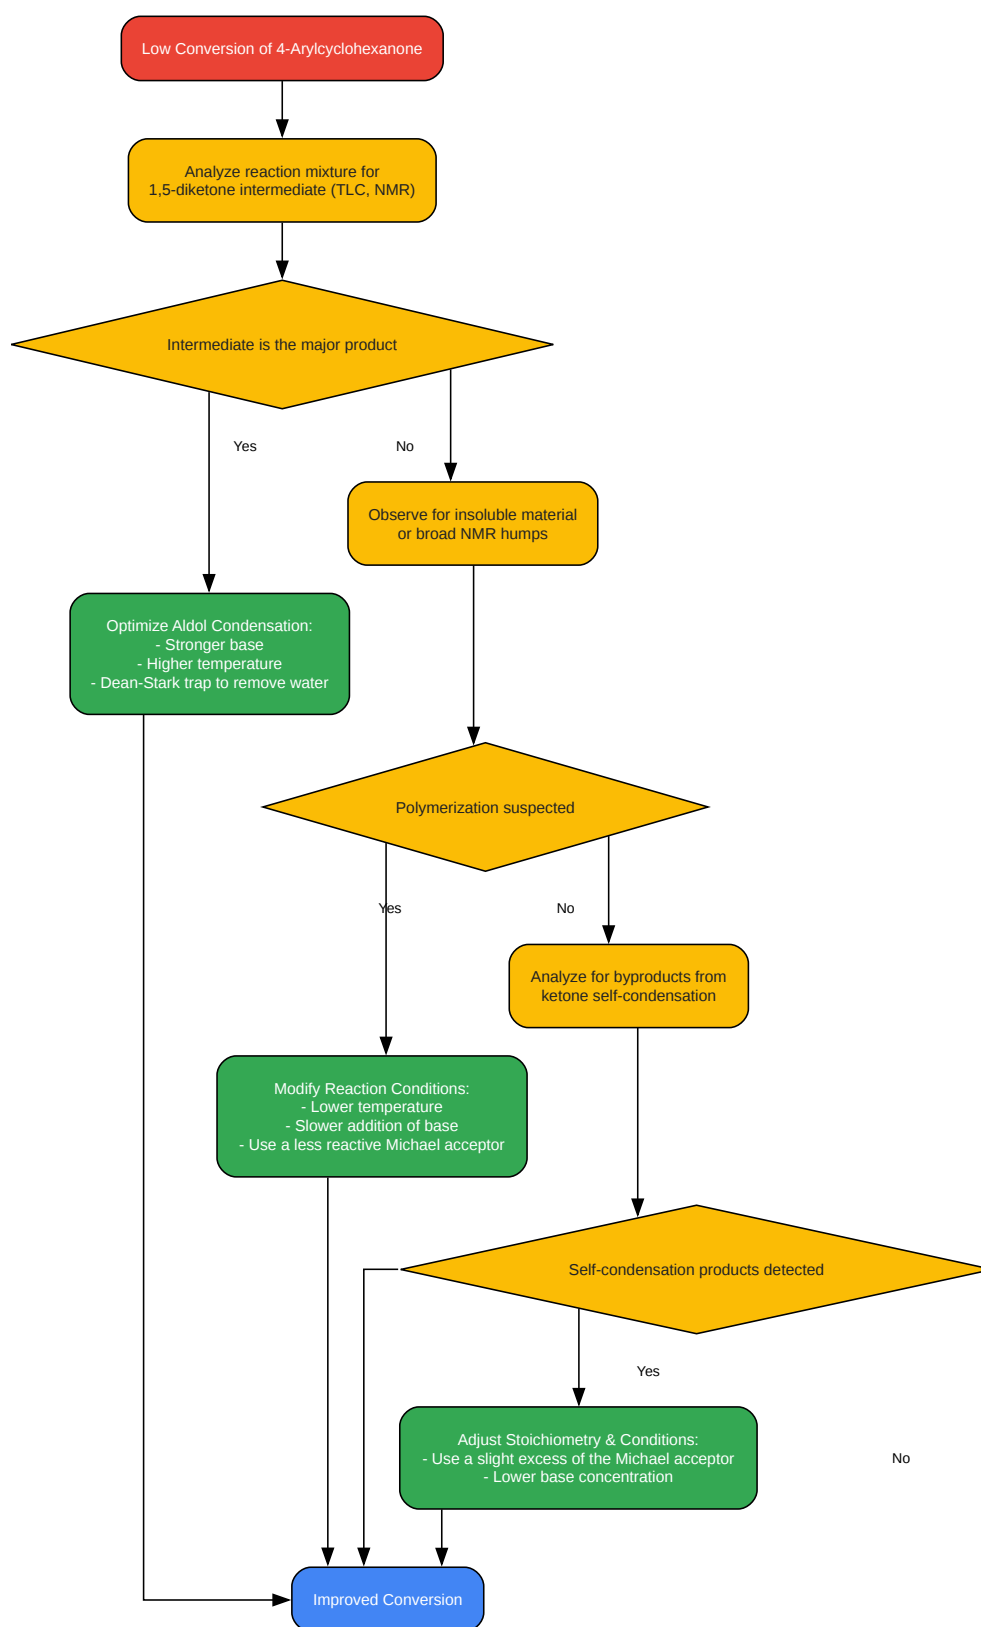 Low Conversion of 4-Arylcyclohexanone
Analyze reaction mixture for
1,5-diketone intermediate (TLC, NMR)
Intermediate is the major product
Yes
No
Observe for insoluble material
or broad NMR humps
Optimize Aldol Condensation:
- Stronger base
- Higher temperature
- Dean-Stark trap to remove water
Polymerization suspected
Yes
No
Analyze for byproducts from
ketone self-condensation
Modify Reaction Conditions:
- Lower temperature
- Slower addition of base
- Use a less reactive Michael acceptor
Self-condensation products detected
Yes
Adjust Stoichiometry & Conditions:
- Use a slight excess of the Michael acceptor
- Lower base concentration
No
Improved Conversion